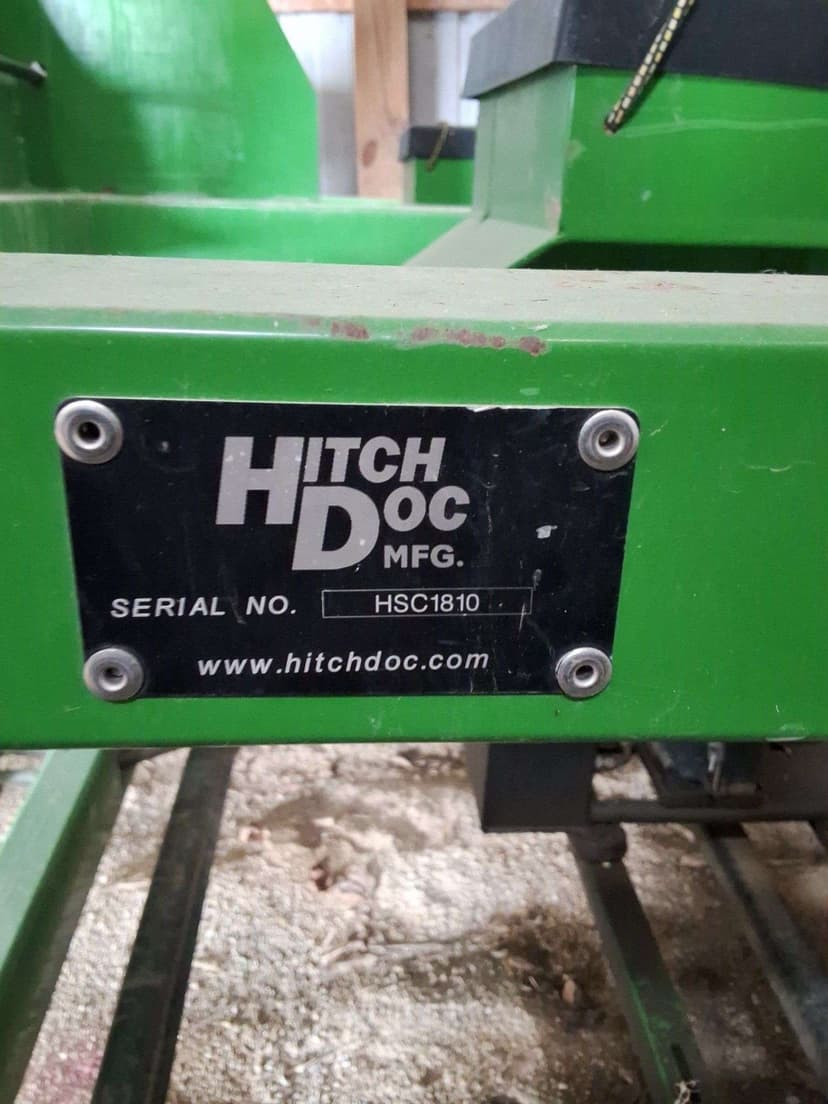 HITCH
DOC
MFG.
SERIAL NO. HSC1810
www.hitchdoc.com